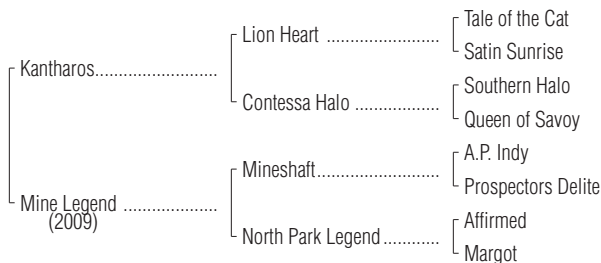 Kantharos......................
Lion Heart ....................
Tale of the Cat
Satin Sunrise
Contessa Halo ..............
Southern Halo
Queen of Savoy
Mine Legend ................
(2009)
Mineshaft......................
A.P. Indy
Prospectors Delite
North Park Legend..........
Affirmed
Margot